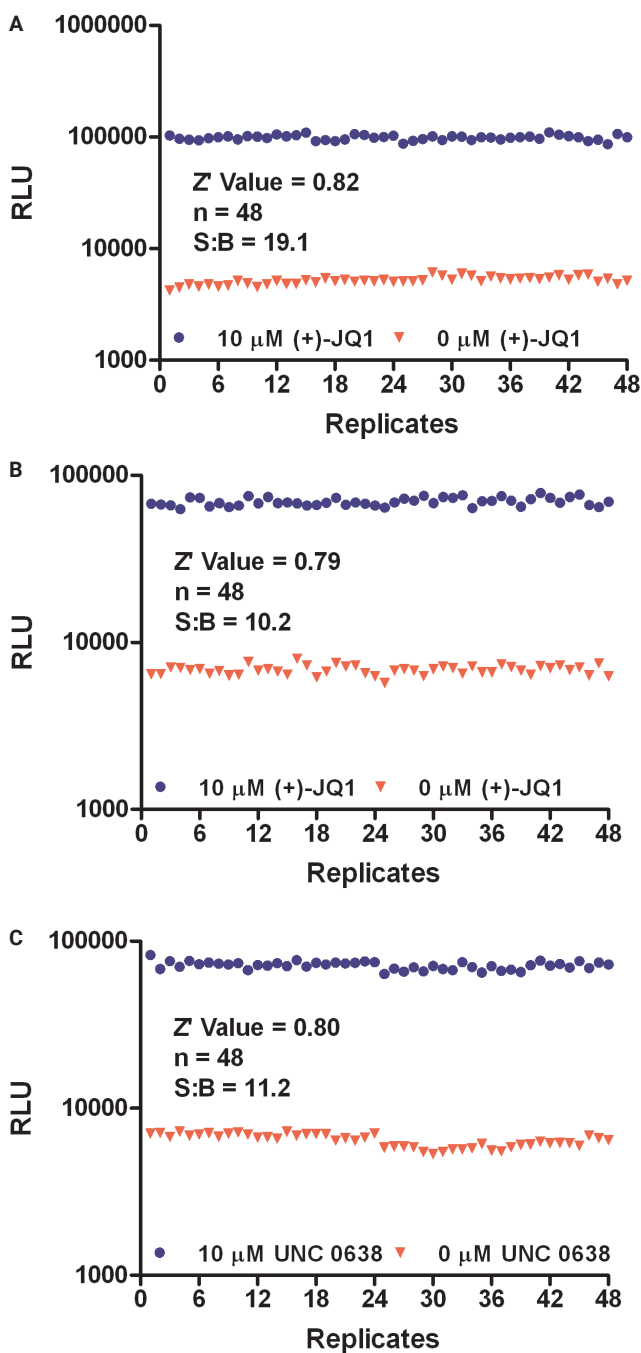 A
1000000
100000
10000
1000
RLU
Z' Value = 0.82
n = 48
S:B = 19.1
10 µM (+)-JQ1 0 µM (+)-JQ1
0 6 12 18 24 30 36 42 48
Replicates
B
100000
10000
1000
RLU
Z' Value = 0.79
n = 48
S:B = 10.2
10 µM (+)-JQ1 0 µM (+)-JQ1
0 6 12 18 24 30 36 42 48
Replicates
C
100000
10000
1000
RLU
Z' Value = 0.80
n = 48
S:B = 11.2
10 µM UNC 0638 0 µM UNC 0638
0 6 12 18 24 30 36 42 48
Replicates